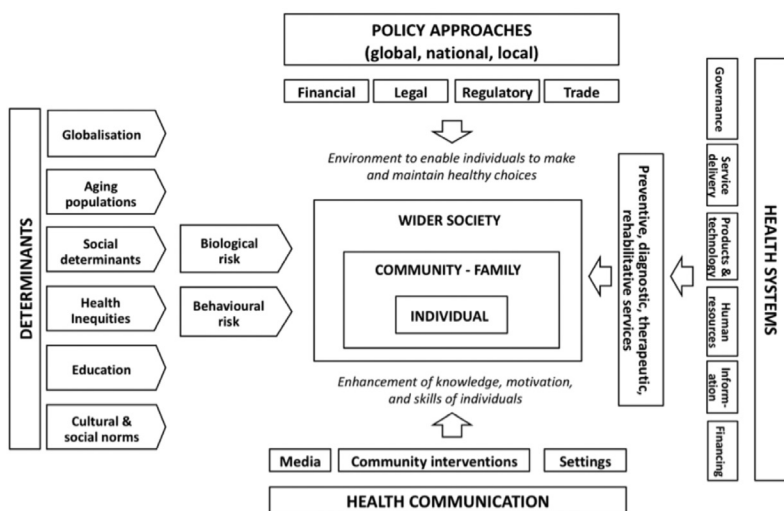 POLICY APPROACHES
(global, national, local)
Financial
Legal
Regulatory
Trade
Environment to enable individuals to make
and maintain healthy choices
DETERMINANTS
Globalisation
Aging
populations
Social
determinants
Health
Inequities
Education
Cultural &
social norms
Biological
risk
Behavioural
risk
WIDER SOCIETY
COMMUNITY - FAMILY
INDIVIDUAL
Preventive, diagnostic, therapeutic,
rehabilitative services
Governance
Service
delivery
Products &
technology
Human
resources
Inform-
ation
Financing
HEALTH SYSTEMS
Enhancement of knowledge, motivation,
and skills of individuals
Media
Community interventions
Settings
HEALTH COMMUNICATION